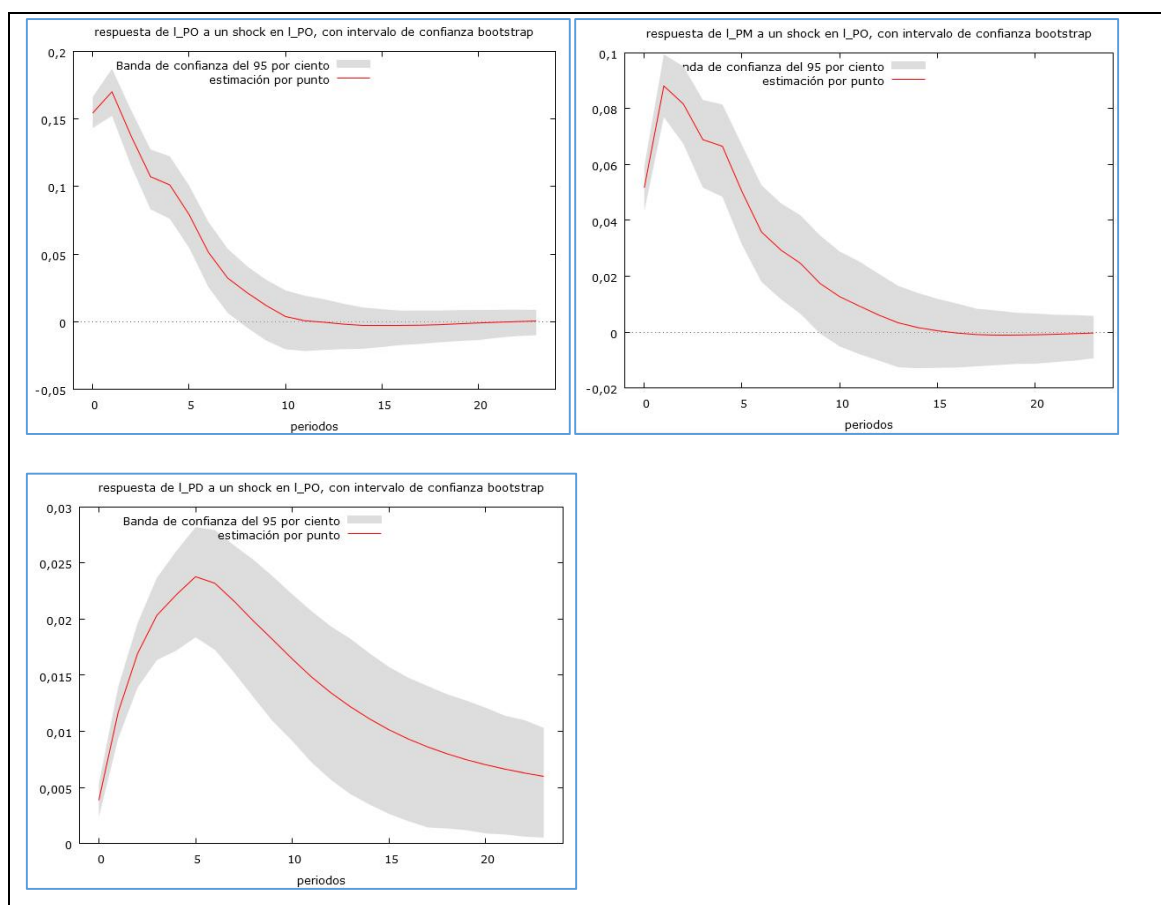 respuesta de l_PO a un shock en l_PO, con intervalo de confianza bootstrap
0,2
Banda de confianza del 95 por ciento
estimación por punto
0,15
0,1
0,05
0
-0,05
0 5 10 15 20
periodos
respuesta de l_PM a un shock en l_PO, con intervalo de confianza bootstrap
0,1
nda de confianza del 95 por ciento
estimación por punto
0,08
0,06
0,04
0,02
0
-0,02
0 5 10 15 20
periodos
respuesta de l_PD a un shock en l_PO, con intervalo de confianza bootstrap
0,03
Banda de confianza del 95 por ciento
estimación por punto
0,025
0,02
0,015
0,01
0,005
0
0 5 10 15 20
periodos